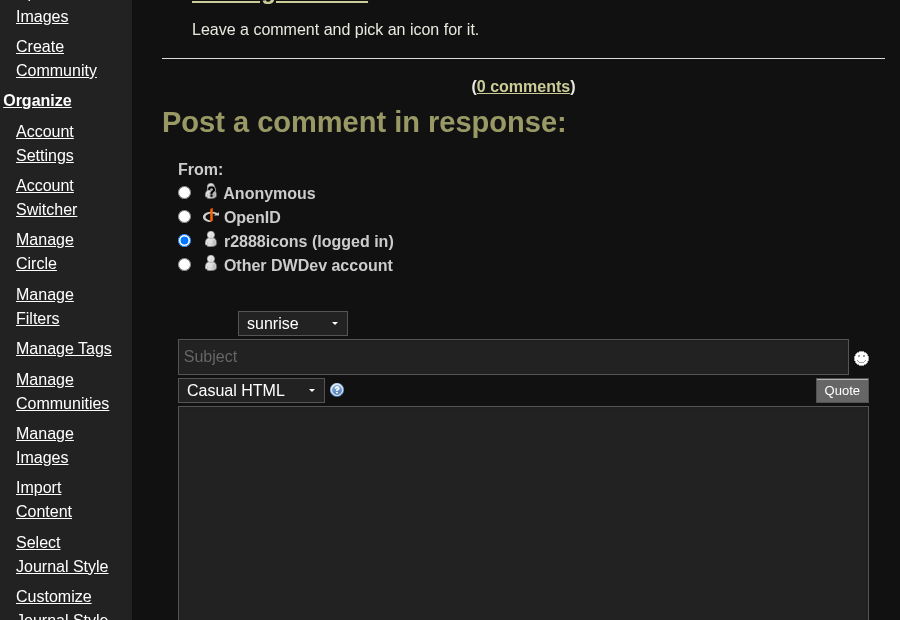 Images
Create
Community
Organize
Account
Settings
Account
Switcher
Manage
Circle
Manage
Filters
Manage Tags
Manage
Communities
Manage
Images
Import
Content
Select
Journal Style
Customize
Journal Style
Leave a comment and pick an icon for it.
(0 comments)
Post a comment in response:
From:
Anonymous
OpenID
r2888icons (logged in)
Other DWDev account
sunrise
Subject
Casual HTML
Quote